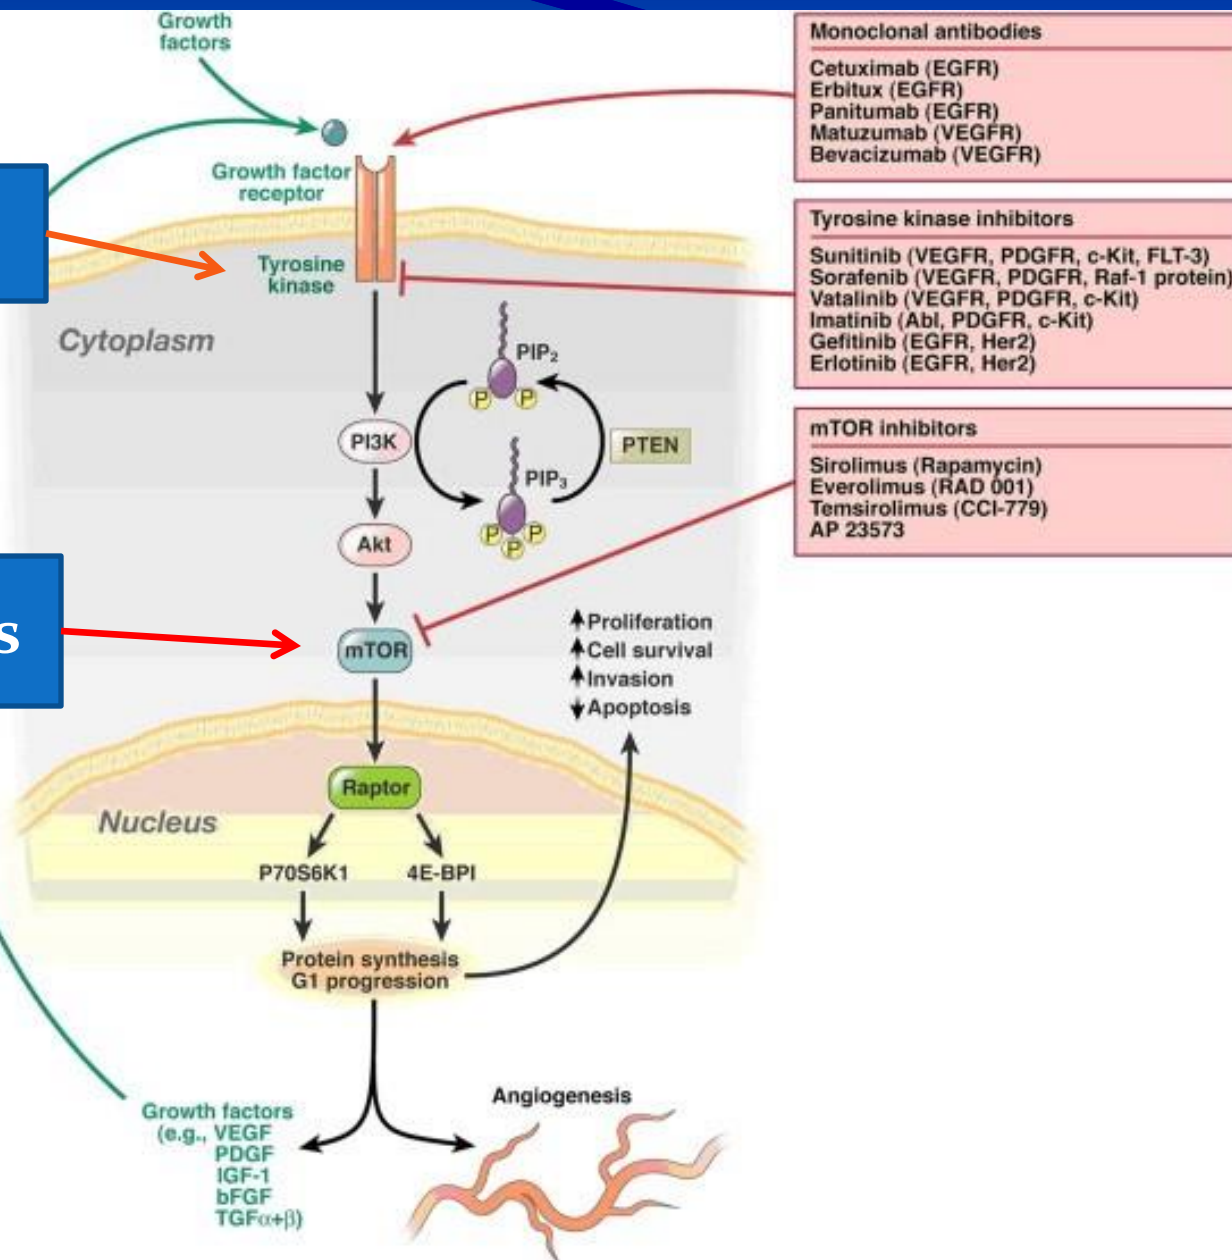 Growth
factors
Growth factor
receptor
Tyrosine
kinase
Cytoplasm
PIP₂
P P
PI3K
PTEN
PIP₃
P P P
Akt
s
mTOR
Proliferation
Cell survival
Invasion
Apoptosis
Raptor
Nucleus
P70S6K1 4E-BPI
Protein synthesis
G1 progression
Growth factors
(e.g., VEGF
PDGF
IGF-1
bFGF
TGFα+β)
Angiogenesis
Monoclonal antibodies
Cetuximab (EGFR)
Erbitux (EGFR)
Panitumab (EGFR)
Matuzumab (VEGFR)
Bevacizumab (VEGFR)
Tyrosine kinase inhibitors
Sunitinib (VEGFR, PDGFR, c-Kit, FLT-3)
Sorafenib (VEGFR, PDGFR, Raf-1 protein)
Vatalinib (VEGFR, PDGFR, c-Kit)
Imatinib (Abl, PDGFR, c-Kit)
Gefitinib (EGFR, Her2)
Erlotinib (EGFR, Her2)
mTOR inhibitors
Sirolimus (Rapamycin)
Everolimus (RAD 001)
Temsirolimus (CCI-779)
AP 23573